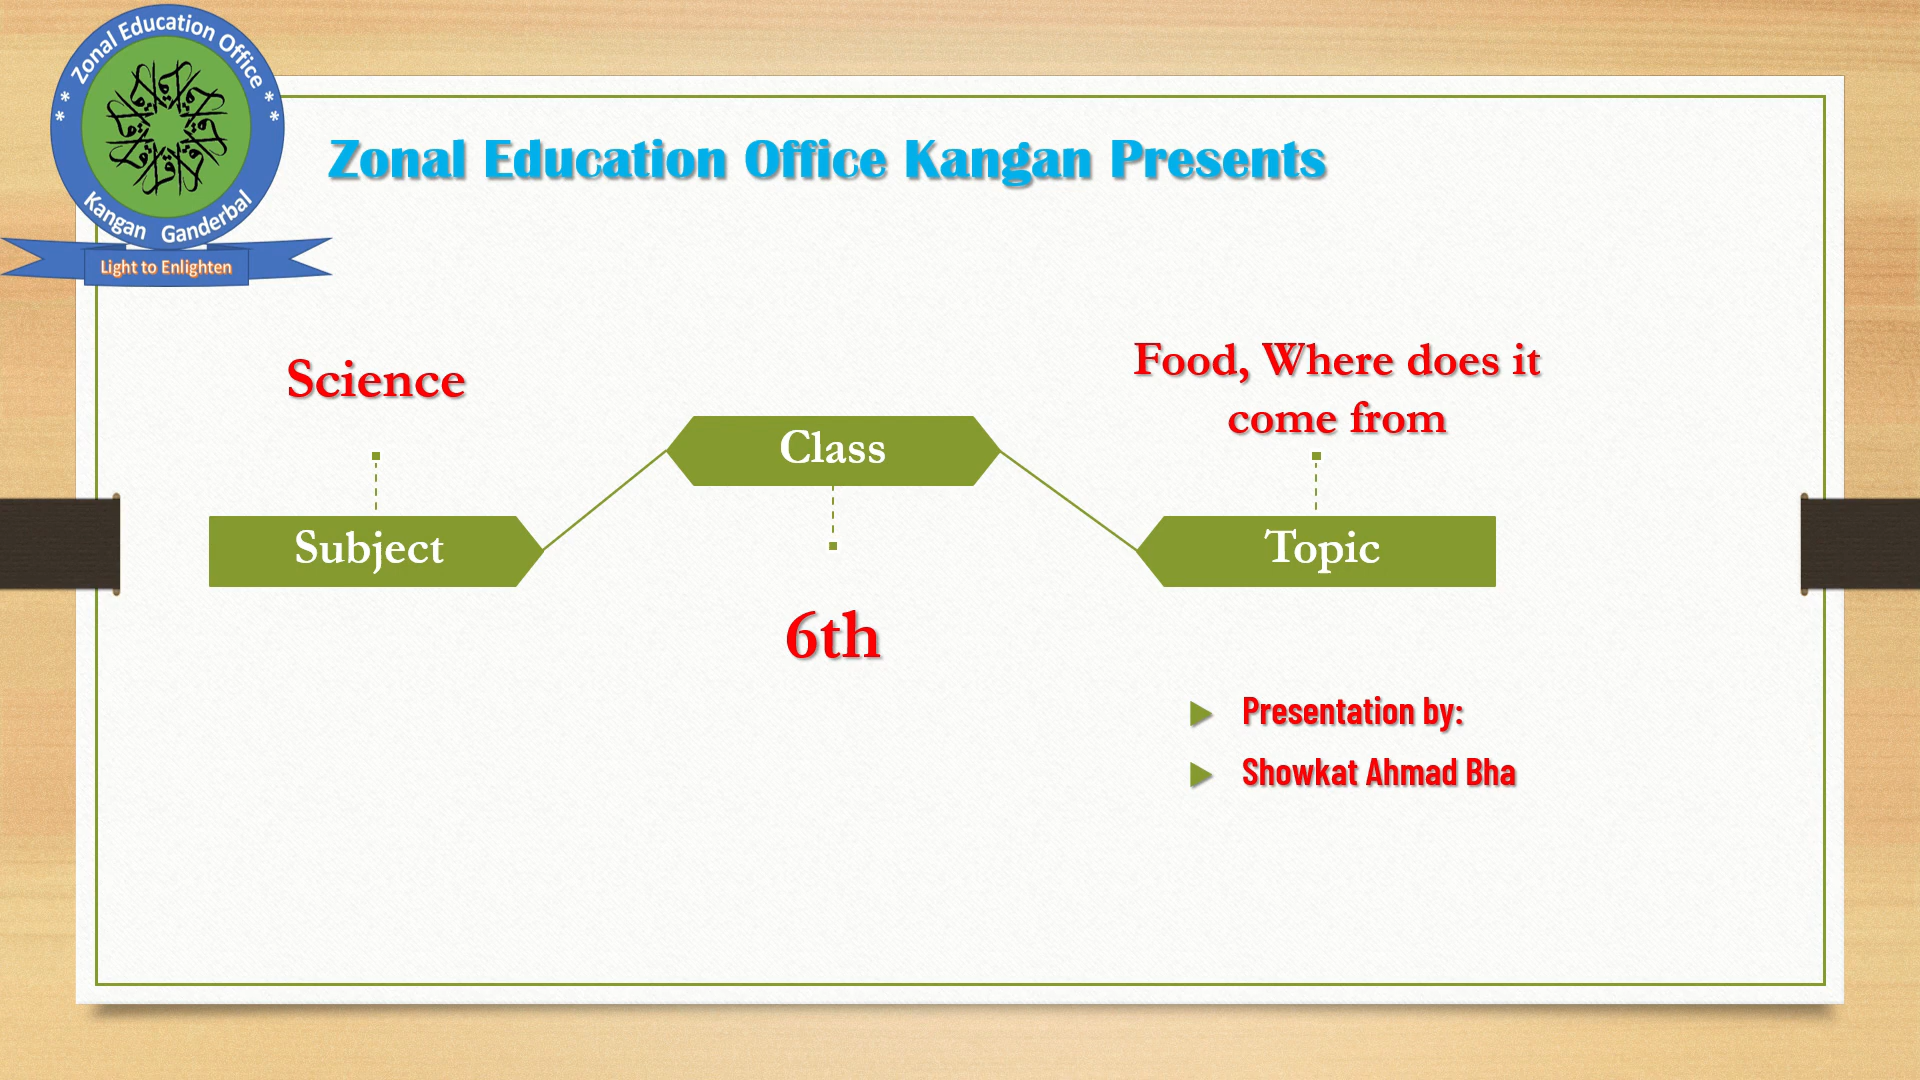 ** Zonal Education Office **
Kangan Ganderbal
Light to Enlighten
Zonal Education Office Kangan Presents
Science
Food, Where does it
come from
Class
Subject
Topic
6th
Presentation by:
Showkat Ahmad Bha